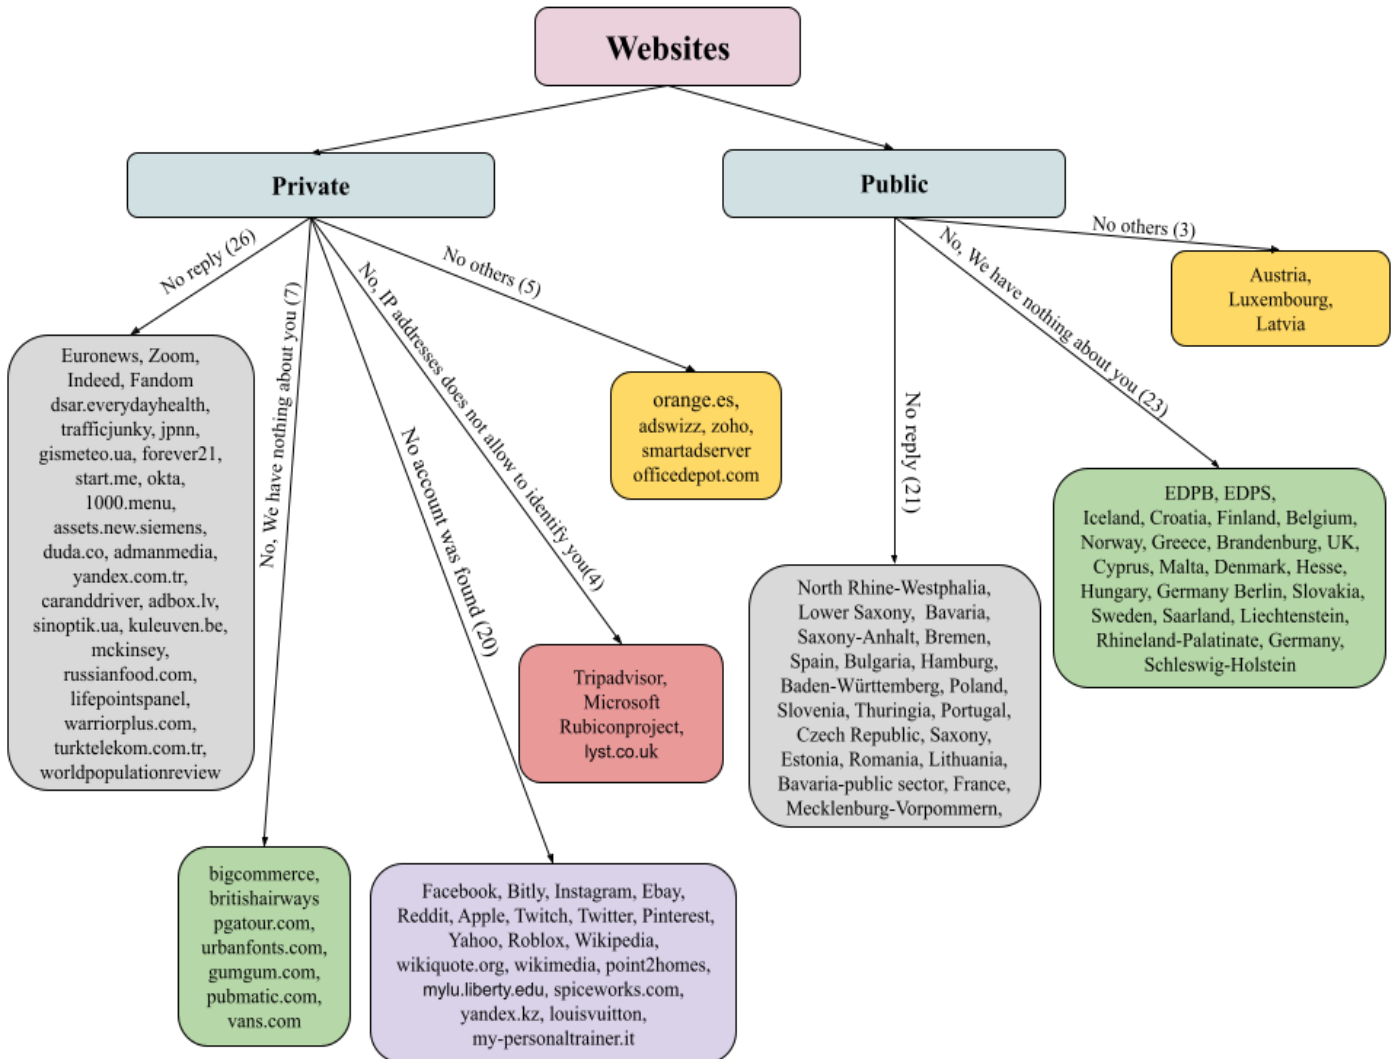 Websites
Private
Public
No reply (26)
No, We have nothing about you (7)
No account was found (20)
No, IP addresses does not allow to identify you(4)
No others (5)
No reply (21)
No, We have nothing about you (23)
No others (3)
Euronews, Zoom,
Indeed, Fandom
dsar.everydayhealth,
trafficjunky, jpnn,
gismeteo.ua, forever21,
start.me, okta,
1000.menu,
assets.new.siemens,
duda.co, admanmedia,
yandex.com.tr,
caranddriver, adbox.lv,
sinoptik.ua, kuleuven.be,
mckinsey,
russianfood.com,
lifepointspanel,
warriorplus.com,
turktelekom.com.tr,
worldpopulationreview
bigcommerce,
britishairways
pgatour.com,
urbanfonts.com,
gumgum.com,
pubmatic.com,
vans.com
Facebook, Bitly, Instagram, Ebay,
Reddit, Apple, Twitch, Twitter, Pinterest,
Yahoo, Roblox, Wikipedia,
wikiquote.org, wikimedia, point2homes,
mylu.liberty.edu, spiceworks.com,
yandex.kz, louisvuitton,
my-personaltrainer.it
Tripadvisor,
Microsoft
Rubiconproject,
lyst.co.uk
orange.es,
adswizz, zoho,
smartadserver
officedepot.com
North Rhine-Westphalia,
Lower Saxony, Bavaria,
Saxony-Anhalt, Bremen,
Spain, Bulgaria, Hamburg,
Baden-Württemberg, Poland,
Slovenia, Thuringia, Portugal,
Czech Republic, Saxony,
Estonia, Romania, Lithuania,
Bavaria-public sector, France,
Mecklenburg-Vorpommern,
EDPB, EDPS,
Iceland, Croatia, Finland, Belgium,
Norway, Greece, Brandenburg, UK,
Cyprus, Malta, Denmark, Hesse,
Hungary, Germany Berlin, Slovakia,
Sweden, Saarland, Liechtenstein,
Rhineland-Palatinate, Germany,
Schleswig-Holstein
Austria,
Luxembourg,
Latvia